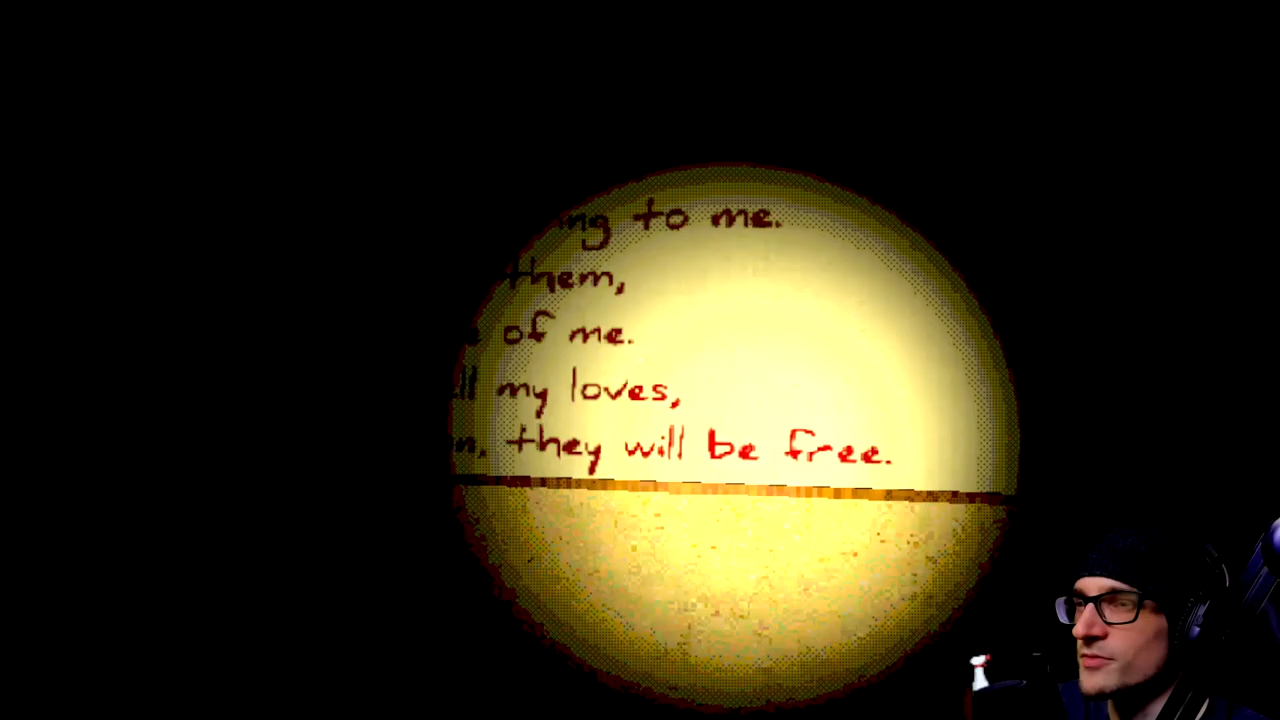 to me.
them,
of me.
my loves,
they will be free.